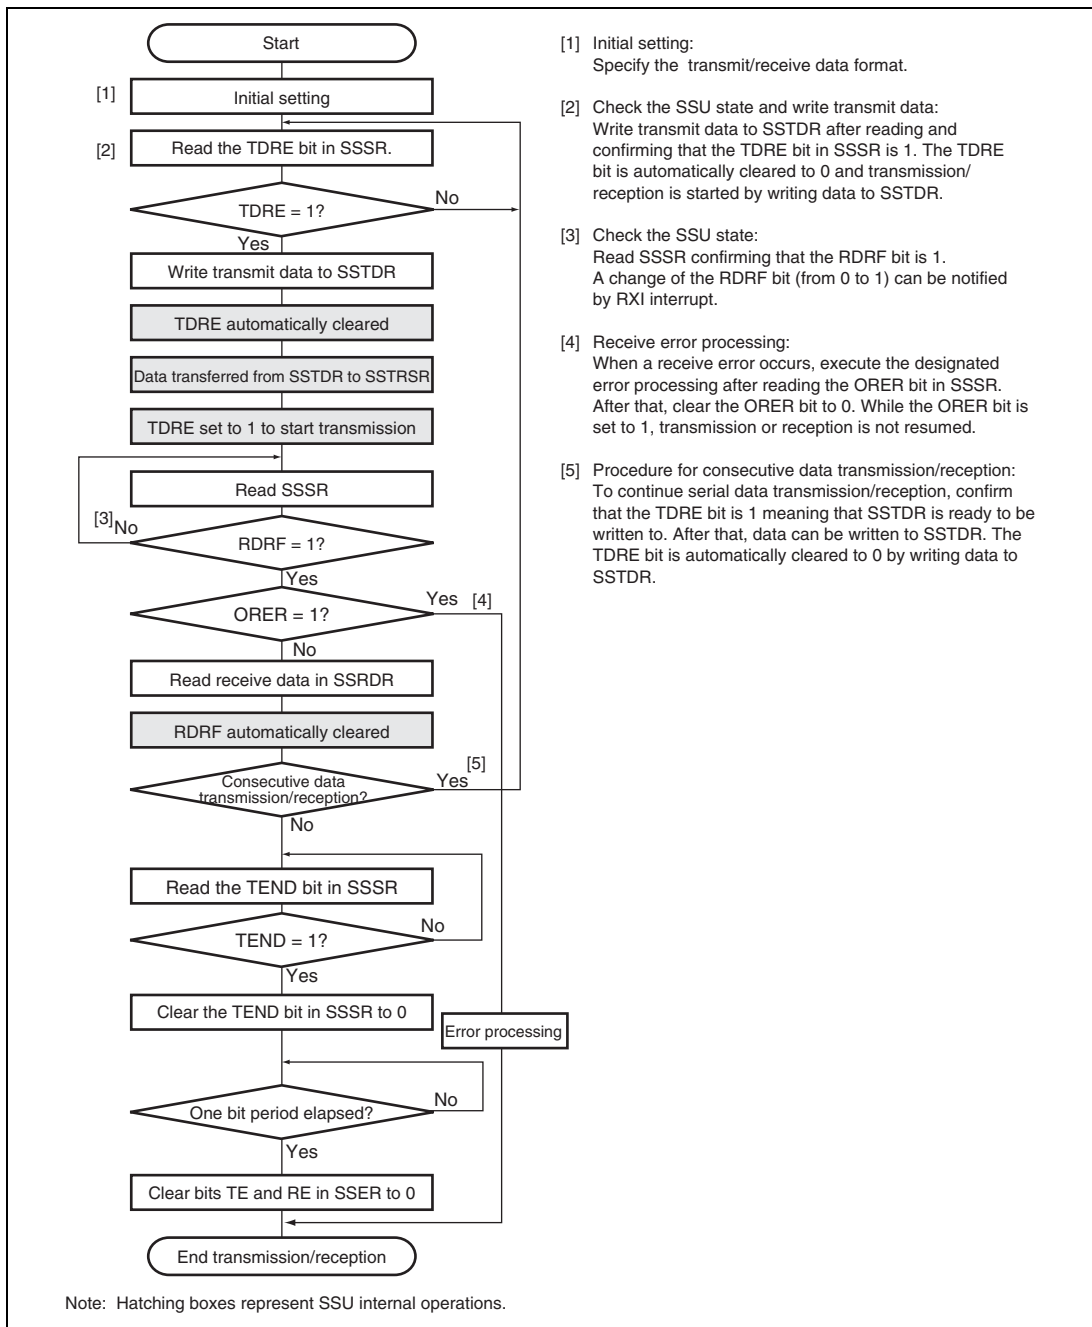 Start
[1] Initial setting
[2] Read the TDRE bit in SSSR.
TDRE = 1?
No
Yes
Write transmit data to SSTDR
TDRE automatically cleared
Data transferred from SSTDR to SSTRSR
TDRE set to 1 to start transmission
Read SSSR
[3] No
RDRF = 1?
Yes
ORER = 1?
Yes [4]
No
Read receive data in SSRDR
RDRF automatically cleared
Consecutive data
transmission/reception?
Yes [5]
No
Read the TEND bit in SSSR
TEND = 1?
No
Yes
Clear the TEND bit in SSSR to 0
Error processing
One bit period elapsed?
No
Yes
Clear bits TE and RE in SSER to 0
End transmission/reception
[1] Initial setting:
Specify the transmit/receive data format.
[2] Check the SSU state and write transmit data:
Write transmit data to SSTDR after reading and
confirming that the TDRE bit in SSSR is 1. The TDRE
bit is automatically cleared to 0 and transmission/
reception is started by writing data to SSTDR.
[3] Check the SSU state:
Read SSSR confirming that the RDRF bit is 1.
A change of the RDRF bit (from 0 to 1) can be notified
by RXI interrupt.
[4] Receive error processing:
When a receive error occurs, execute the designated
error processing after reading the ORER bit in SSSR.
After that, clear the ORER bit to 0. While the ORER bit is
set to 1, transmission or reception is not resumed.
[5] Procedure for consecutive data transmission/reception:
To continue serial data transmission/reception, confirm
that the TDRE bit is 1 meaning that SSTDR is ready to be
written to. After that, data can be written to SSTDR. The
TDRE bit is automatically cleared to 0 by writing data to
SSTDR.
Note: Hatching boxes represent SSU internal operations.